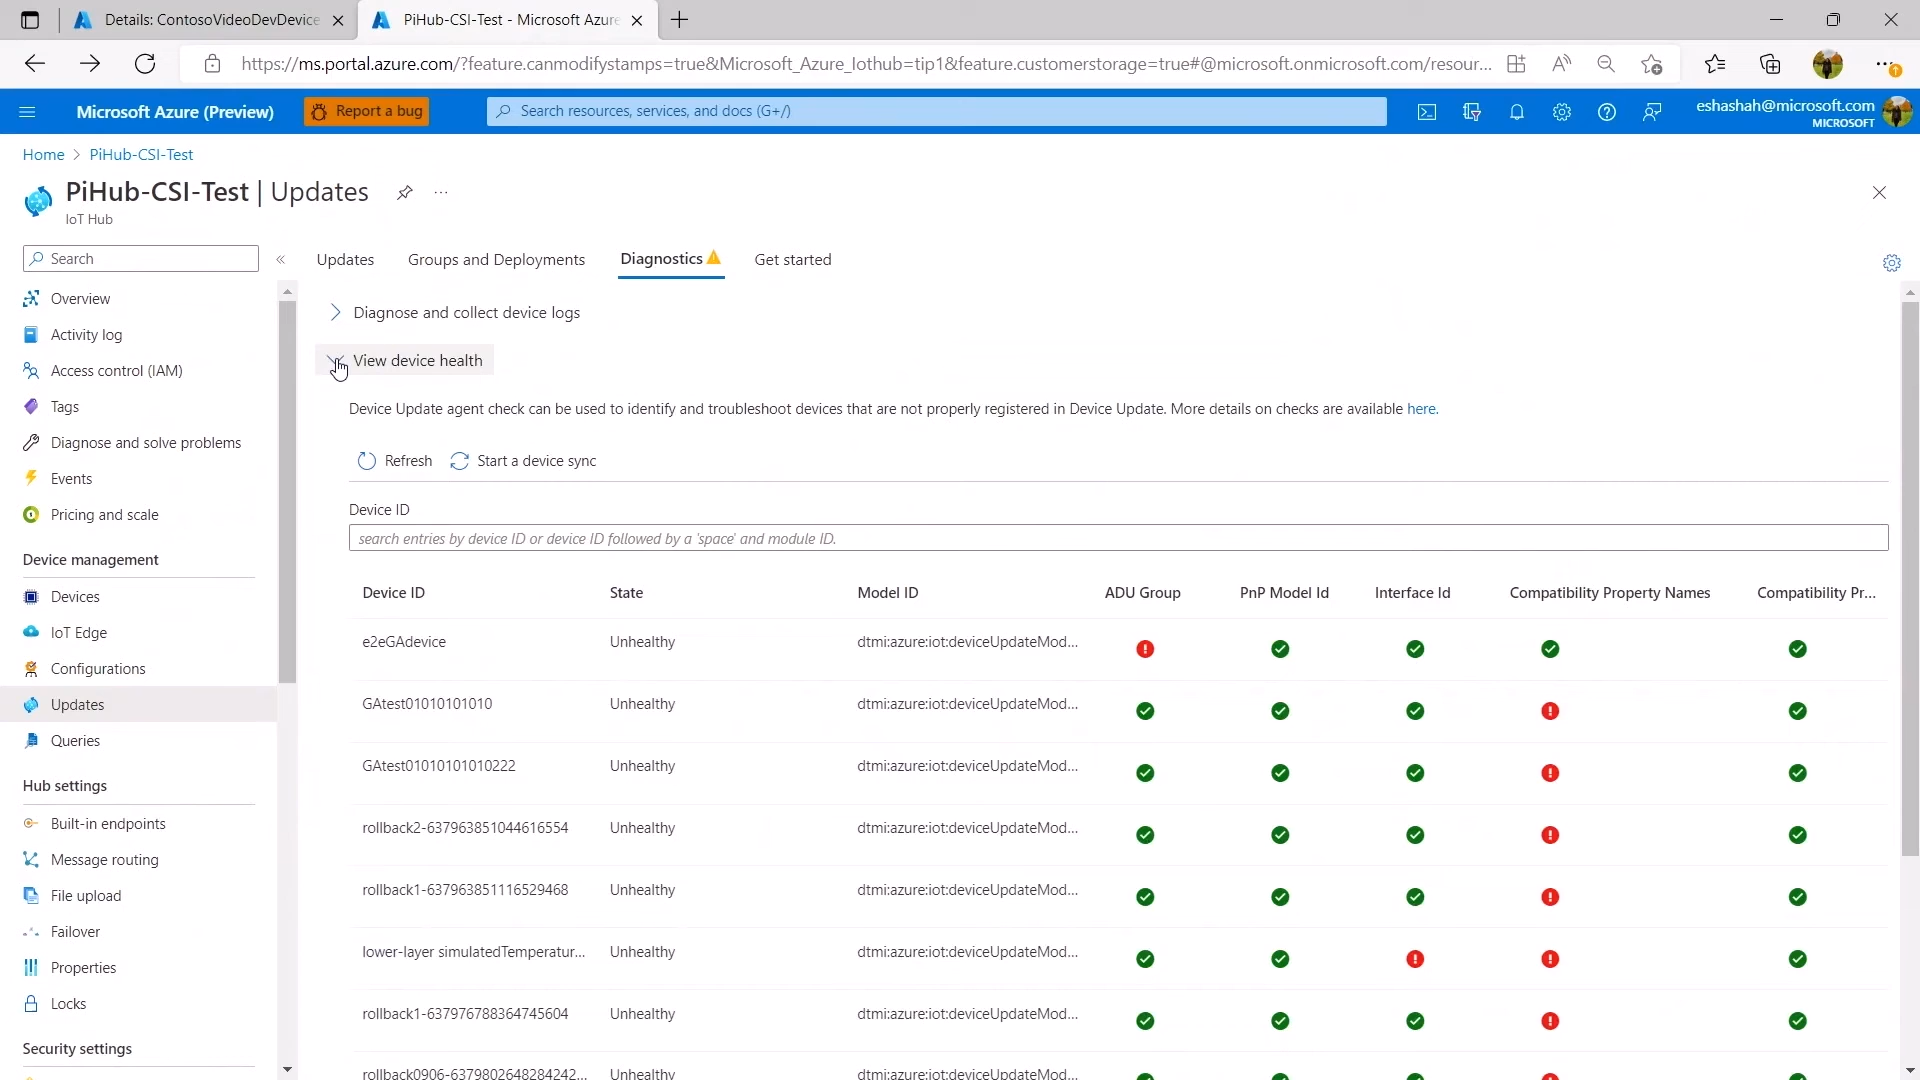 Details: ContosoVideoDevDevice
PiHub-CSI-Test - Microsoft Azure
https://ms.portal.azure.com/?feature.canmodifystamps=true&Microsoft_Azure_Iothub=tip1&feature.customerstorage=true#@microsoft.onmicrosoft.com/resour...
Microsoft Azure (Preview)
Report a bug
Search resources, services, and docs (G+/)
eshashah@microsoft.com
MICROSOFT
Home > PiHub-CSI-Test
PiHub-CSI-Test | Updates
IoT Hub
Search
Overview
Activity log
Access control (IAM)
Tags
Diagnose and solve problems
Events
Pricing and scale
Device management
Devices
IoT Edge
Configurations
Updates
Queries
Hub settings
Built-in endpoints
Message routing
File upload
Failover
Properties
Locks
Security settings
Updates Groups and Deployments Diagnostics Get started
Diagnose and collect device logs
View device health
Device Update agent check can be used to identify and troubleshoot devices that are not properly registered in Device Update. More details on checks are available here.
Refresh Start a device sync
Device ID
search entries by device ID or device ID followed by a 'space' and module ID.
Device ID State Model ID ADU Group PnP Model Id Interface Id Compatibility Property Names Compatibility Pr...
e2eGAdevice Unhealthy dtmi:azure:iot:deviceUpdateMod...
GAtest01010101010 Unhealthy dtmi:azure:iot:deviceUpdateMod...
GAtest01010101010222 Unhealthy dtmi:azure:iot:deviceUpdateMod...
rollback2-637963851044616554 Unhealthy dtmi:azure:iot:deviceUpdateMod...
rollback1-637963851116529468 Unhealthy dtmi:azure:iot:deviceUpdateMod...
lower-layer simulatedTemperatur... Unhealthy dtmi:azure:iot:deviceUpdateMod...
rollback1-637976788364745604 Unhealthy dtmi:azure:iot:deviceUpdateMod...
rollback0906-6379802648284242... Unhealthy dtmi:azure:iot:deviceUpdateMod...